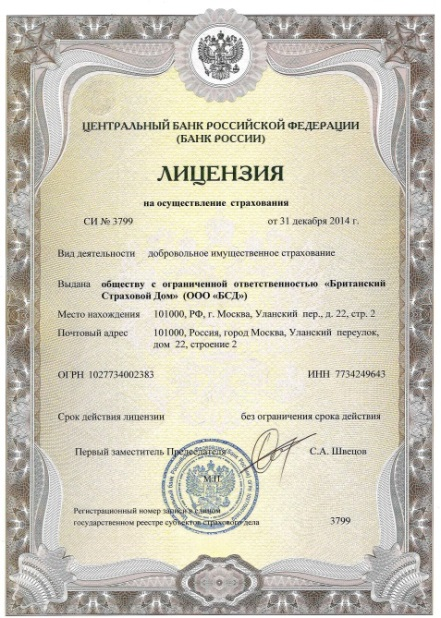 ЦЕНТРАЛЬНЫЙ БАНК РОССИЙСКОЙ ФЕДЕРАЦИИ
(БАНК РОССИИ)
ЛИЦЕНЗИЯ
на осуществление страхования
СИ № 3799 от 31 декабря 2014 г.
Вид деятельности добровольное имущественное страхование
Выдана обществу с ограниченной ответственностью «Британский
Страховой Дом» (ООО «БСД»)
Место нахождения 101000, РФ, г. Москва, Уланский пер., д. 22, стр. 2
Почтовый адрес 101000, Россия, город Москва, Уланский переулок,
дом 22, строение 2
ОГРН 1027734002383 ИНН 7734249643
Срок действия лицензии без ограничения срока действия
Первый заместитель Председателя С.А. Швецов
М.П.
Регистрационный номер записи в едином
государственном реестре субъектов страхового дела 3799